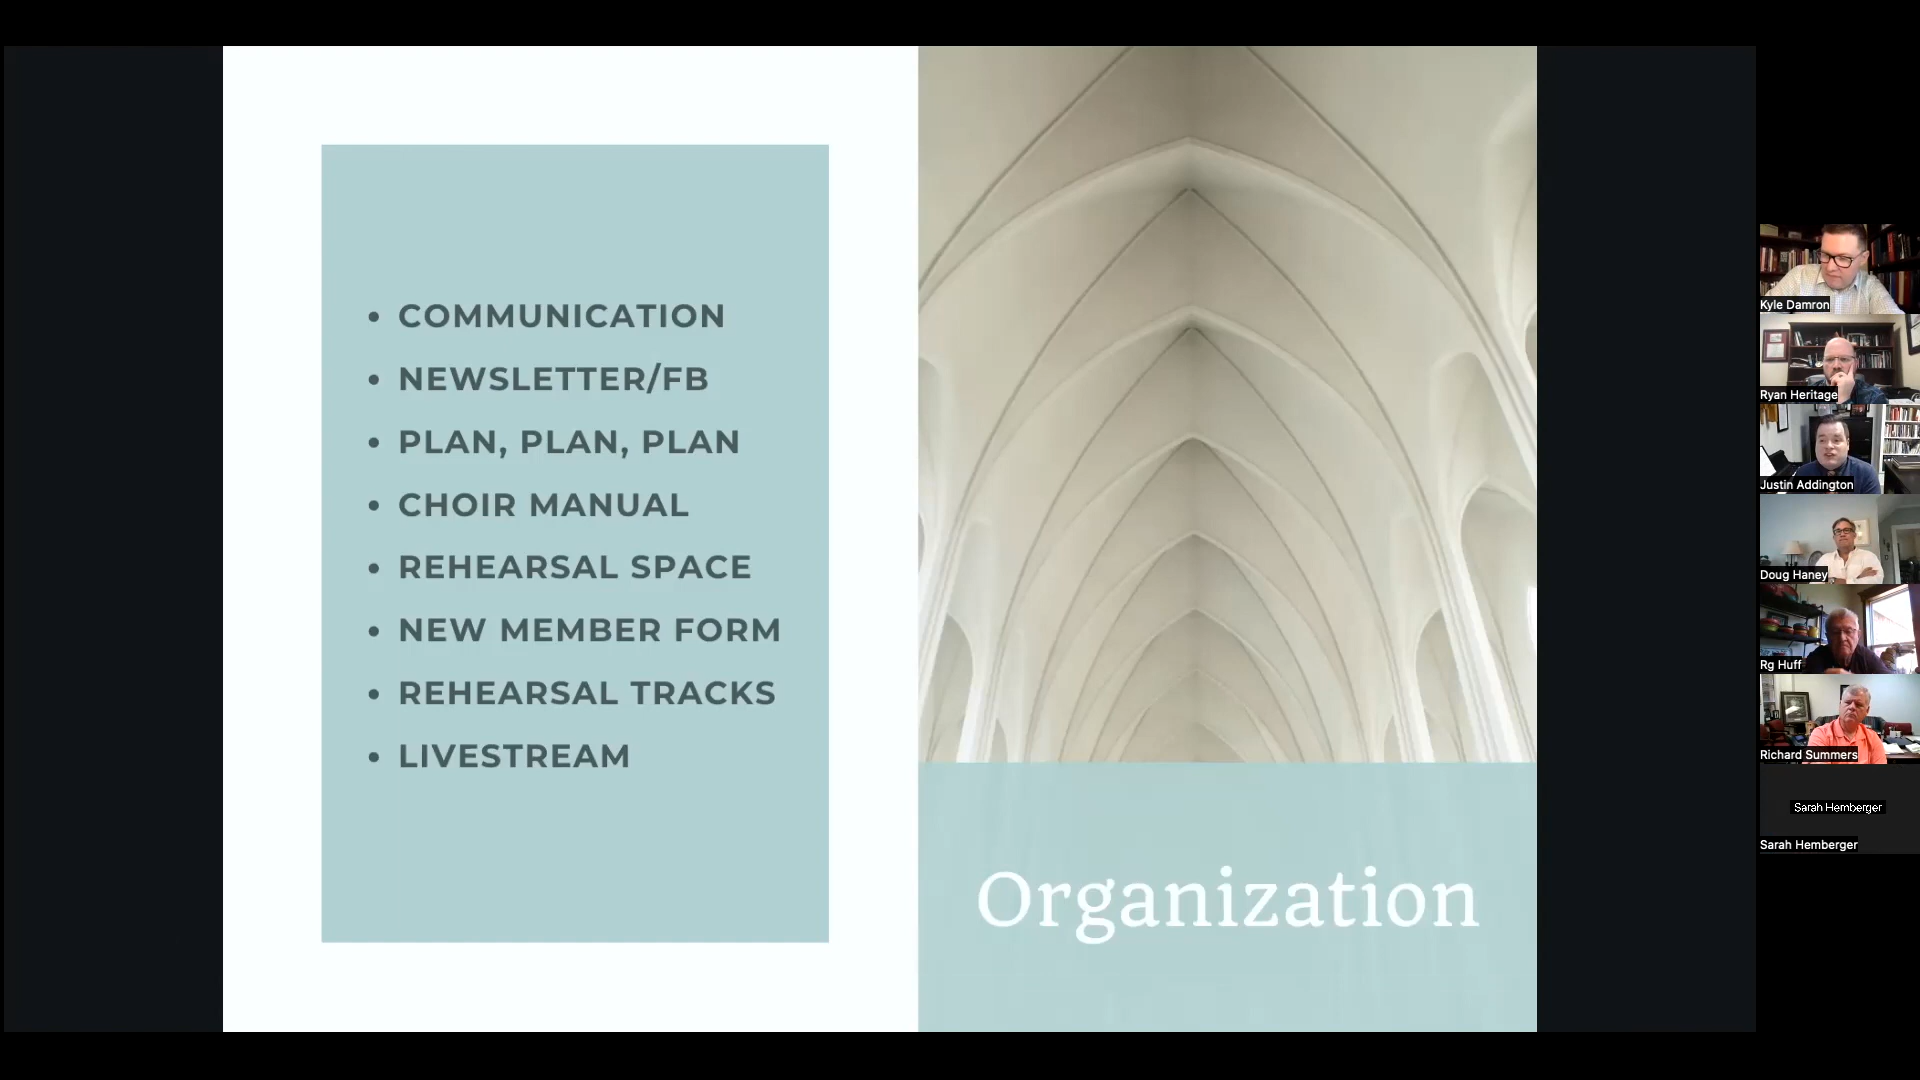 COMMUNICATION
NEWSLETTER/FB
PLAN, PLAN, PLAN
CHOIR MANUAL
REHEARSAL SPACE
NEW MEMBER FORM
REHEARSAL TRACKS
LIVESTREAM
Organization
Kyle Damron
Ryan Heritage
Justin Addington
Doug Haney
Rg Huff
Richard Summers
Sarah Hemberger
Sarah Hemberger